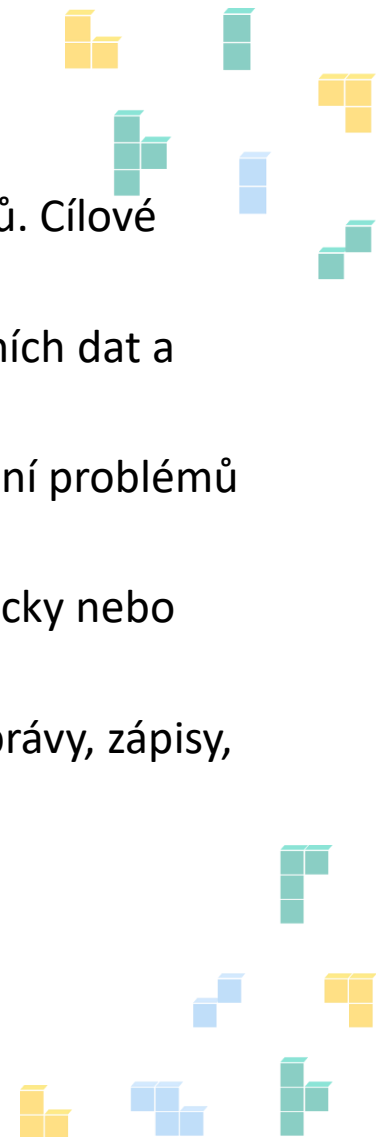 ů. Cílové
ních dat a
ní problémů
cky nebo
právy, zápisy,